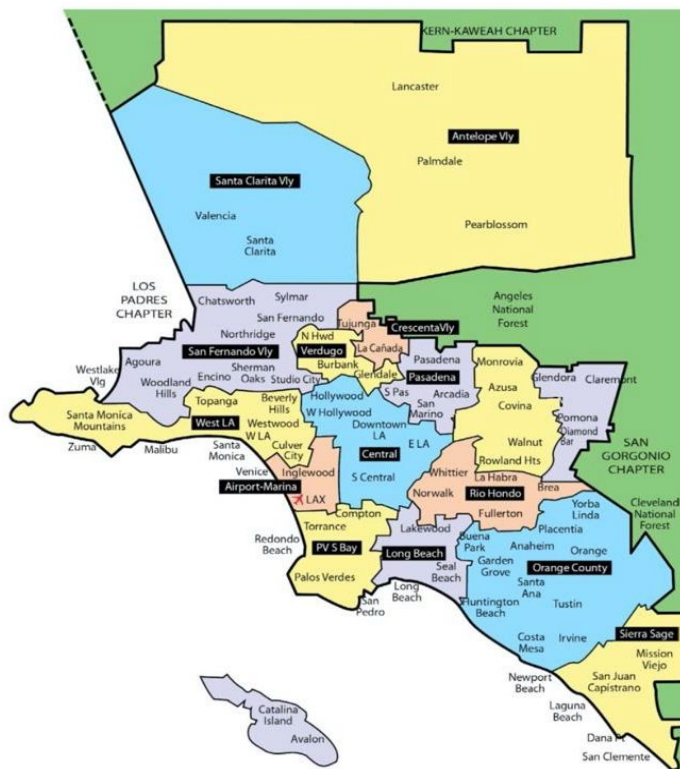 KERN-KAWEAH CHAPTER
Lancaster
Antelope Vly
Palmdale
Santa Clarita Vly
Valencia
Pearblossom
Santa
Clarita
LOS
PADRES
CHAPTER
Chatsworth
Sylmar
Angeles
National
Forest
San Fernando
Tujunga
CrescentaVly
Northridge
N Hwd
La Cañada
San Fernando Vly
Verdugo
Pasadena
Monrovia
Agoura
Burbank
Westlake
Vlg
Encino
Sherman
Oaks
Studio City
Glendale
Pasadena
Glendora
Claremont
Woodland
Hills
Azusa
Topanga
Beverly
Hills
Hollywood
S Pas
Arcadia
Covina
Santa Monica
Mountains
West LA
Westwood
W Hollywood
San
Marino
Pomona
Downtown
LA
Diamond
Bar
W LA
E LA
Walnut
Zuma
Malibu
Santa
Monica
Culver
City
Central
Rowland Hts
SAN
GORGONIO
CHAPTER
Venice
Inglewood
S Central
Whittier
La Habra
Airport-Marina
Rio Hondo
Brea
LAX
Norwalk
Fullerton
Yorba
Linda
Cleveland
National
Forest
Compton
Torrance
Lakewood
Placentia
Redondo
Beach
PV S Bay
Long Beach
Buena
Park
Anaheim
Orange
Garden
Grove
Orange County
Palos Verdes
Seal
Beach
Santa
Ana
San
Pedro
Long
Beach
Huntington
Beach
Tustin
Sierra Sage
Costa
Mesa
Irvine
Mission
Viejo
Newport
Beach
San Juan
Capistrano
Laguna
Beach
Catalina
Island
Avalon
Dana Pt
San Clemente